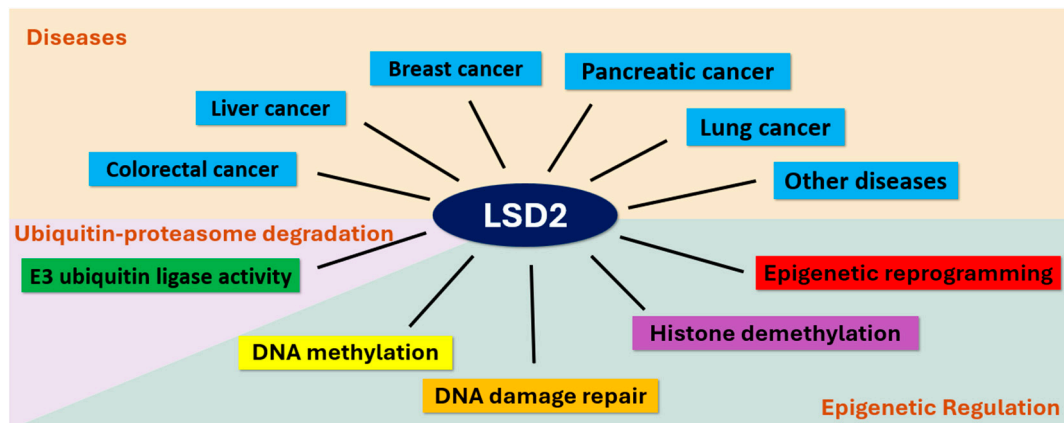 Diseases
Breast cancer
Pancreatic cancer
Liver cancer
Lung cancer
Colorectal cancer
Other diseases
LSD2
Ubiquitin-proteasome degradation
E3 ubiquitin ligase activity
Epigenetic reprogramming
Histone demethylation
DNA methylation
DNA damage repair
Epigenetic Regulation